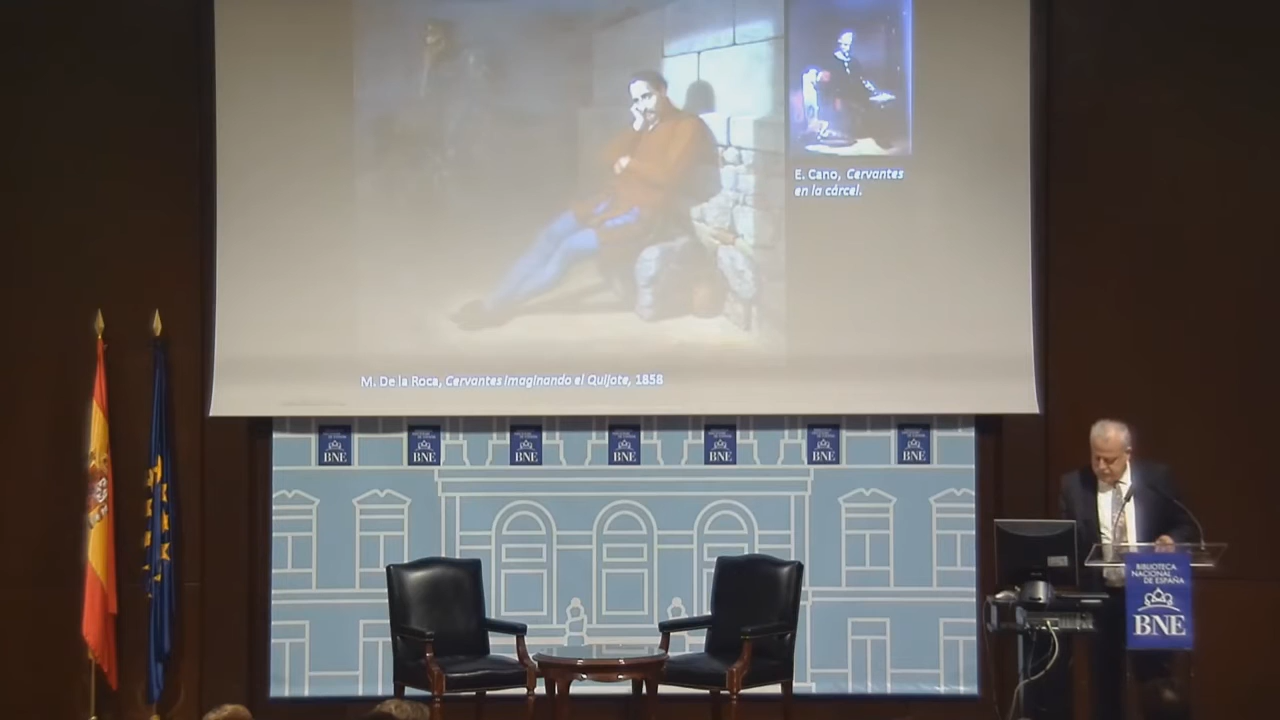 E. Cano, Cervantes
en la cárcel.
M. De la Roca, Cervantes imaginando el Quijote, 1858
BNE
BNE
BNE
BNE
BNE
BNE
BNE
BIBLIOTECA
NACIONAL
DE ESPAÑA
BNE